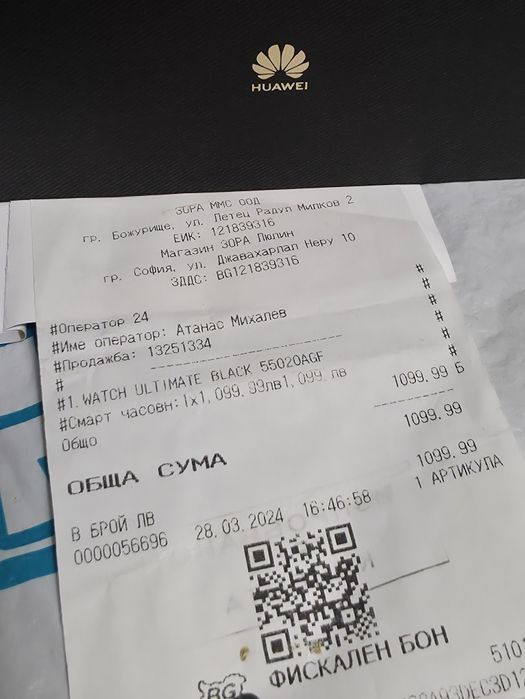 HUAWEI
ЗОРА ММС ООД
гр. Божурище, ул. Летец Радул Милков 2
ЕИК: 121839316
Магазин ЗОРА Люлин
гр. София, ул. Джавахарлал Неру 10
ЗДДС: BG121839316
#Оператор 24 #
#Име оператор: Атанас Михалев #
#Продажба: 13251334 #
# #
#1. WATCH ULTIMATE BLACK 55020AGF #
#Смарт часовн:1x1,099.99лв1,099. лв # 
Общо 1099.99 Б
1099.99
ОБЩА СУМА
1099.99
В БРОЙ ЛВ 1 АРТИКУЛА
0000056696 28.03.2024 16:46:58
BG ФИСКАЛЕН БОН